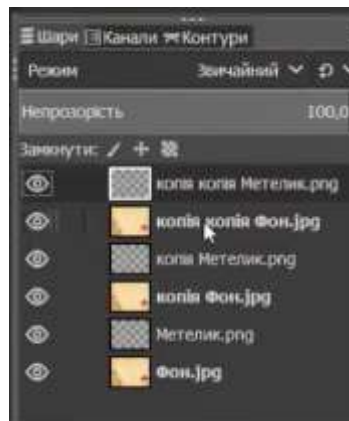 Шари Канали Контури
Режим Звичайний
Непрозорість 100,0
Замкнути:
копія копія Метелик.png
копія копія Фон.jpg
копія Метелик.png
копія Фон.jpg
Метелик.png
Фон.jpg